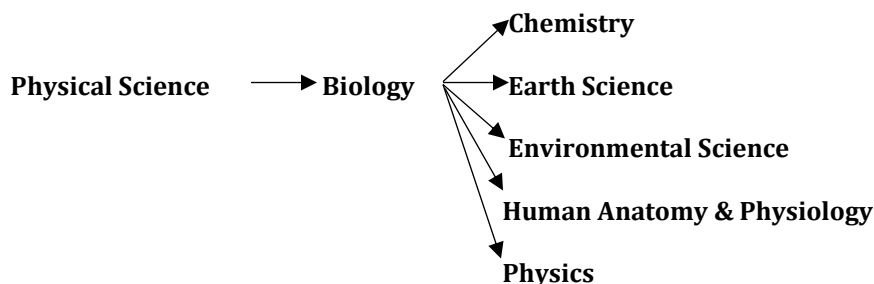 Chemistry
Physical Science
Biology
Earth Science
Environmental Science
Human Anatomy & Physiology
Physics